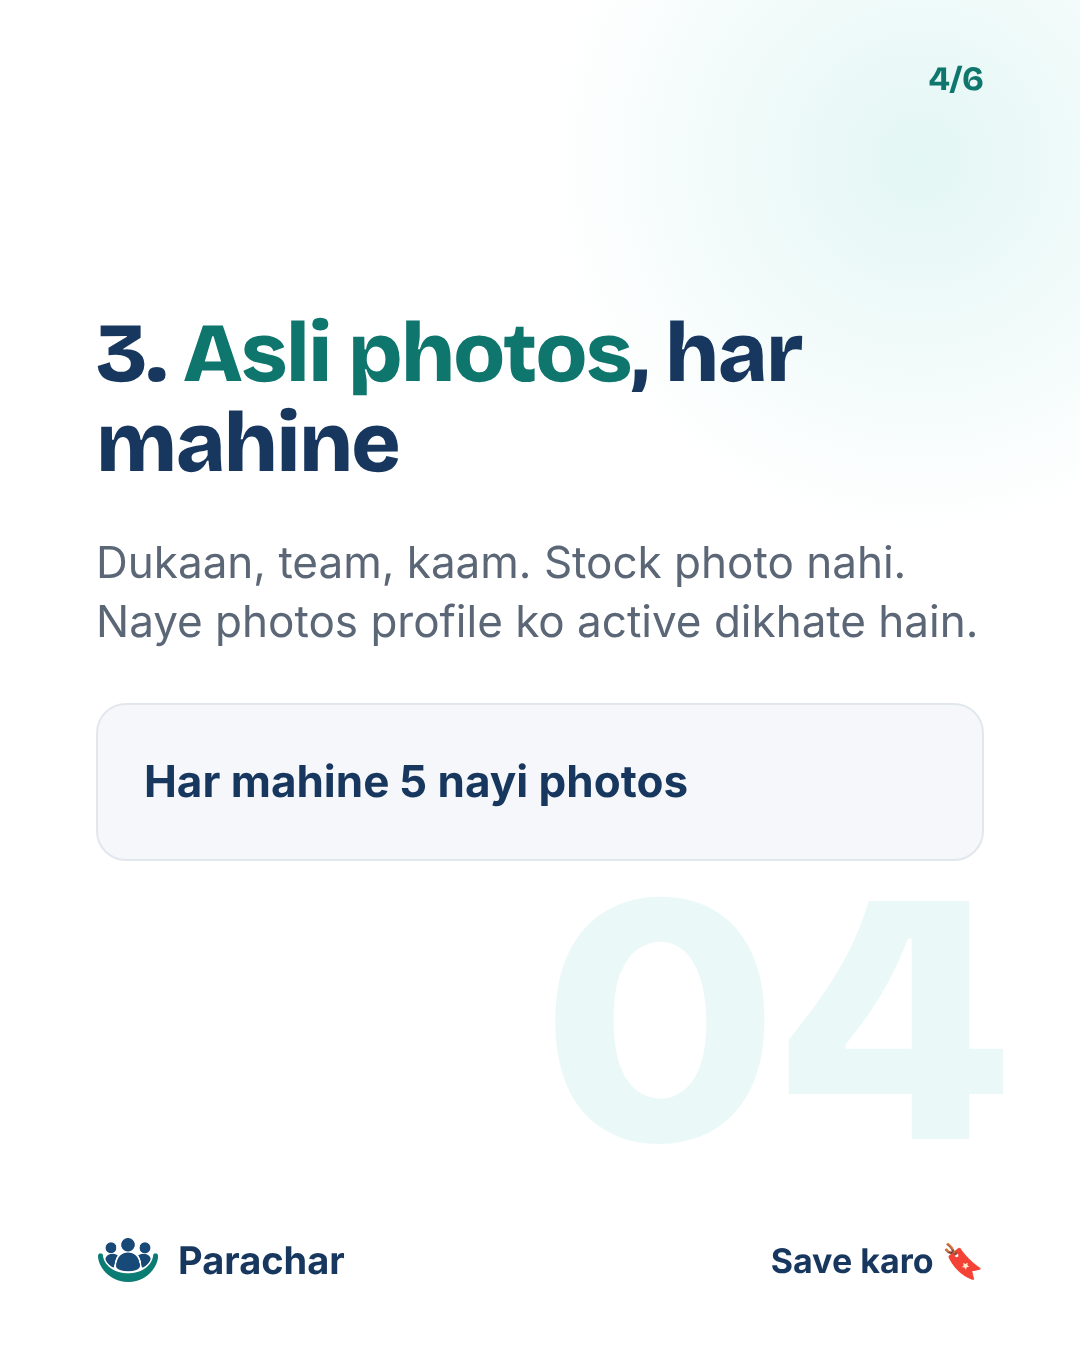 4/6
3. Asli photos, har
mahine
Dukaan, team, kaam. Stock photo nahi.
Naye photos profile ko active dikhate hain.
Har mahine 5 nayi photos
04
Parachar
Save karo 🔖